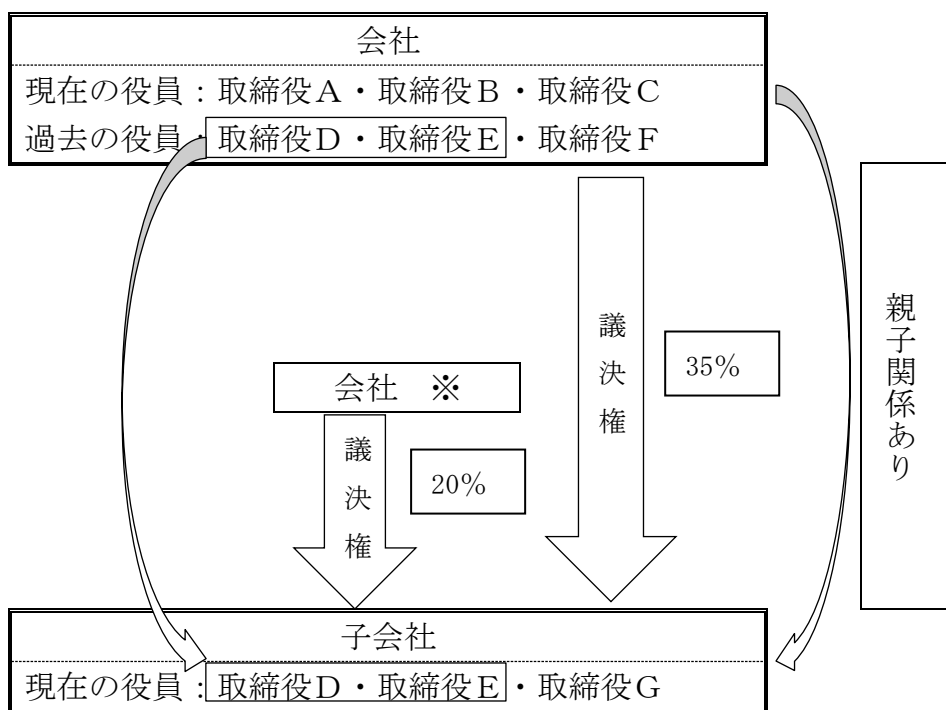 会社
現在の役員：取締役A・取締役B・取締役C
過去の役員：取締役D・取締役E・取締役F
議決権
35％
親子関係あり
会社　※
議決権
20％
子会社
現在の役員：取締役D・取締役E・取締役G